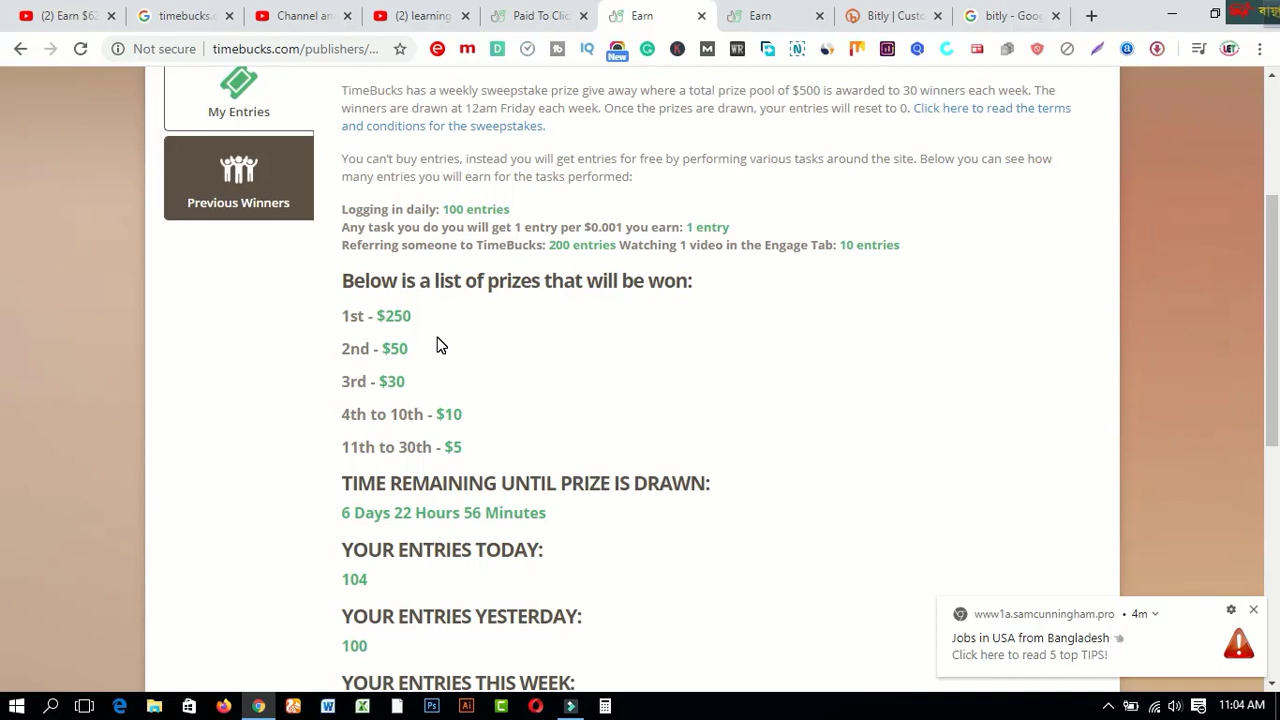 (2) Earn $62
timebucks.c
Channel an
(2) learning
Paid To Cli
Earn
Earn
Bitly | Custo
bitly - Goo
Not secure
timebucks.com/publishers/...
New
My Entries
Previous Winners
TimeBucks has a weekly sweepstake prize give away where a total prize pool of $500 is awarded to 30 winners each week. The
winners are drawn at 12am Friday each week. Once the prizes are drawn, your entries will reset to 0. Click here to read the terms
and conditions for the sweepstakes.
You can't buy entries, instead you will get entries for free by performing various tasks around the site. Below you can see how
many entries you will earn for the tasks performed:
Logging in daily: 100 entries
Any task you do you will get 1 entry per $0.001 you earn: 1 entry
Referring someone to TimeBucks: 200 entries Watching 1 video in the Engage Tab: 10 entries
Below is a list of prizes that will be won:
1st - $250
2nd - $50
3rd - $30
4th to 10th - $10
11th to 30th - $5
TIME REMAINING UNTIL PRIZE IS DRAWN:
6 Days 22 Hours 56 Minutes
YOUR ENTRIES TODAY:
104
YOUR ENTRIES YESTERDAY:
100
YOUR ENTRIES THIS WEEK:
www1a.samcunningham.pro • 4m
Jobs in USA from Bangladesh
Click here to read 5 top TIPS!
11:04 AM